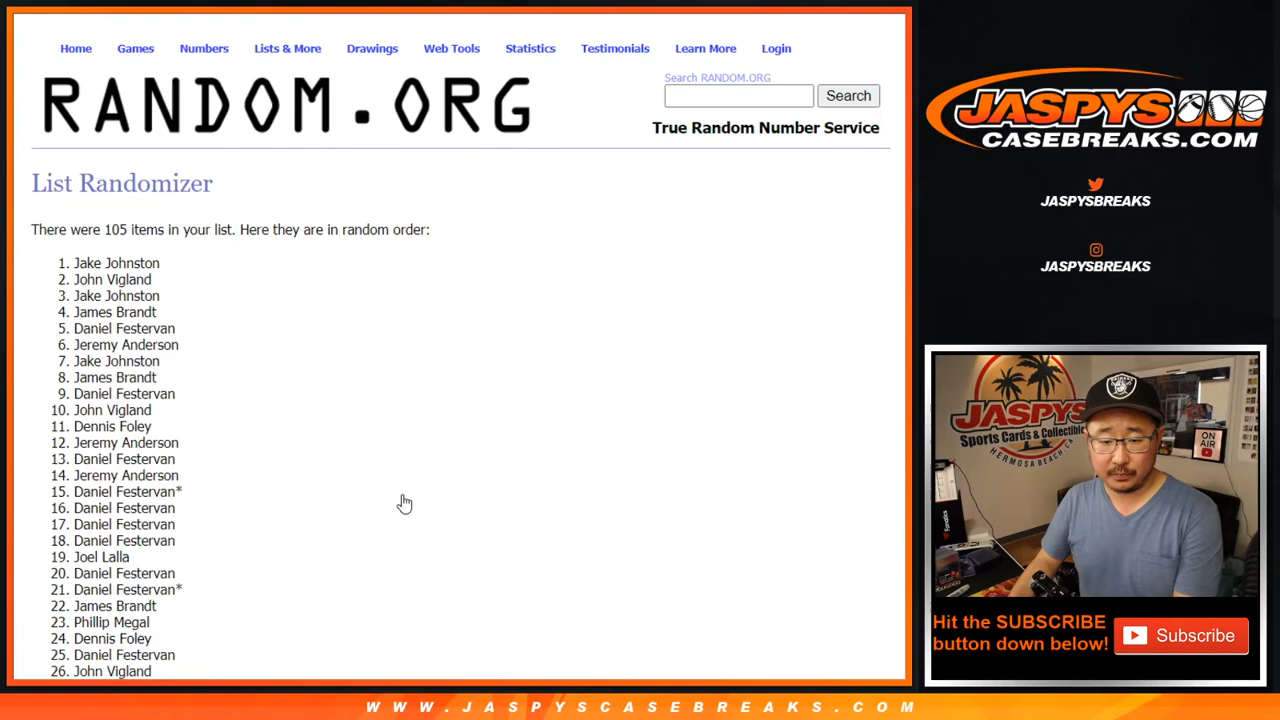 Home Games Numbers Lists & More Drawings Web Tools Statistics Testimonials Learn More Login
RANDOM.ORG
Search RANDOM.ORG
Search
True Random Number Service
List Randomizer
There were 105 items in your list. Here they are in random order:
1. Jake Johnston
2. John Vigland
3. Jake Johnston
4. James Brandt
5. Daniel Festervan
6. Jeremy Anderson
7. Jake Johnston
8. James Brandt
9. Daniel Festervan
10. John Vigland
11. Dennis Foley
12. Jeremy Anderson
13. Daniel Festervan
14. Jeremy Anderson
15. Daniel Festervan*
16. Daniel Festervan
17. Daniel Festervan
18. Daniel Festervan
19. Joel Lalla
20. Daniel Festervan
21. Daniel Festervan*
22. James Brandt
23. Phillip Megal
24. Dennis Foley
25. Daniel Festervan
26. John Vigland
JASPYS
CASEBREAKS.COM
JASPYSBREAKS
JASPYSBREAKS
JASPYS
Sports Cards & Collectibles
HERMOSA BEACH, CA
ON
AIR
Fanatics
Hit the SUBSCRIBE
button down below!
Subscribe
WWW.JASPYSCASEBREAKS.COM